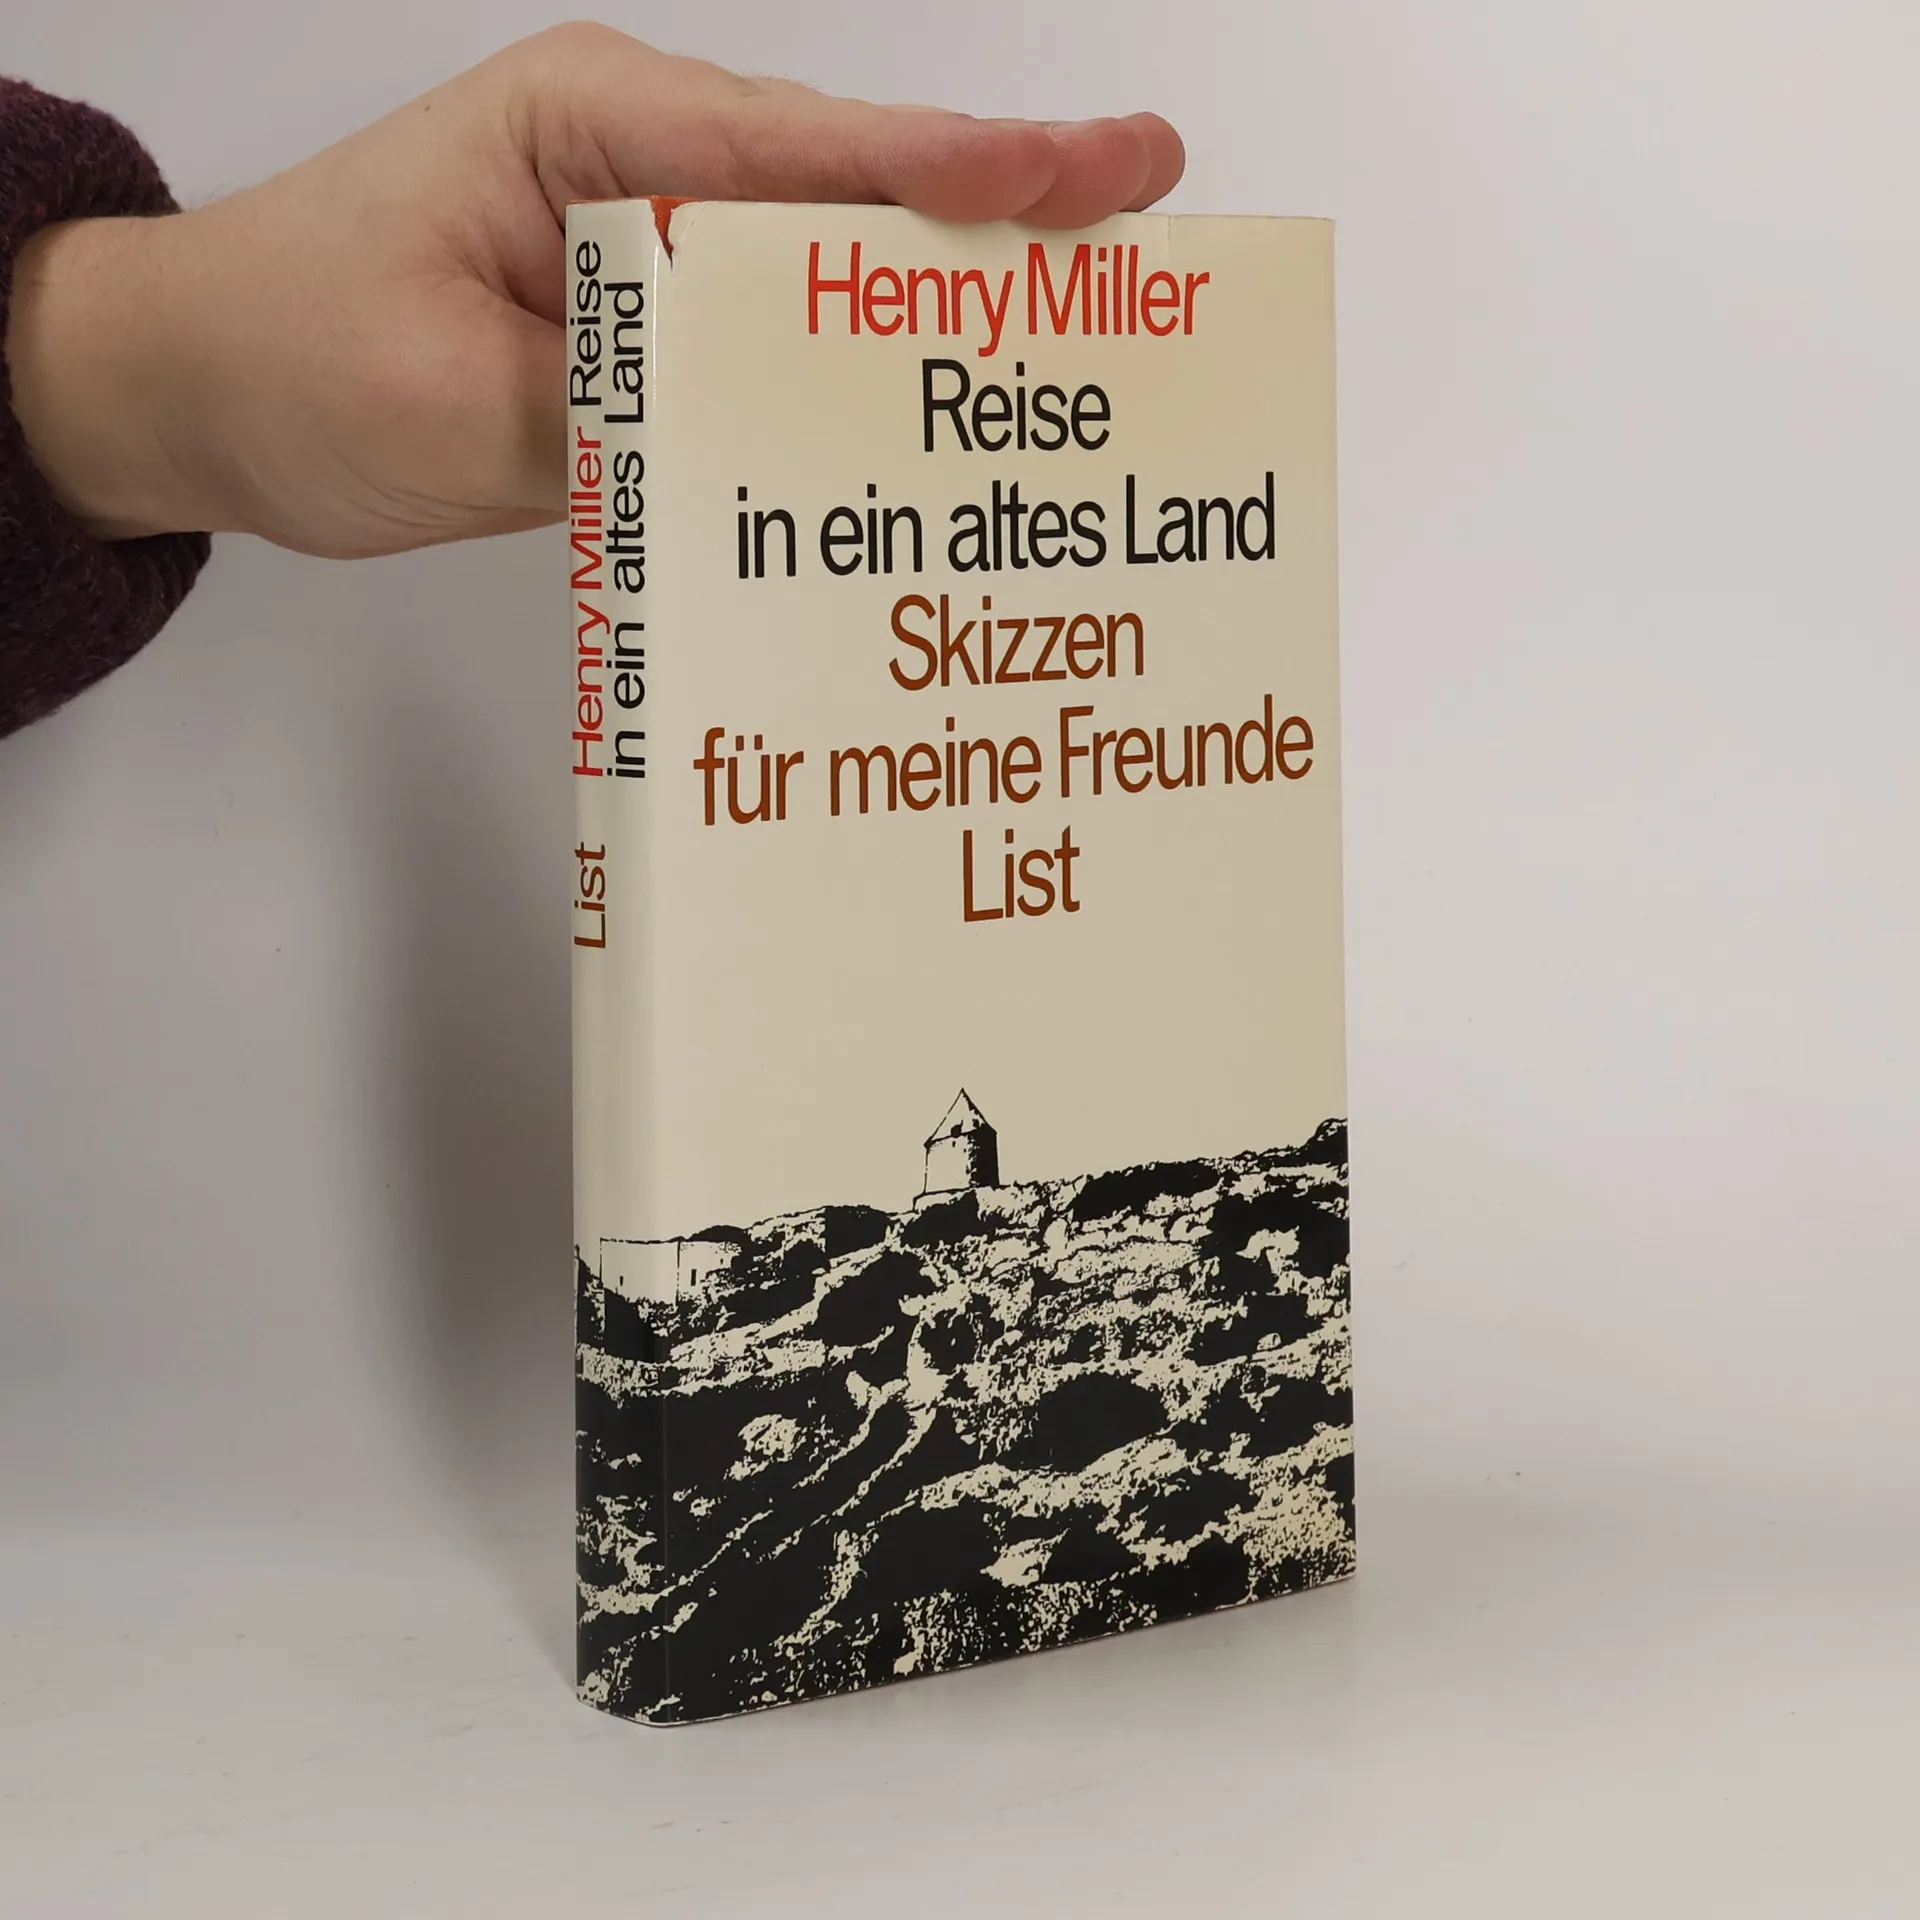 Henry Miller
Reise
in ein altes Land
Skizzen
für meine Freunde
List
List Henry Miller Reise
in ein altes Land